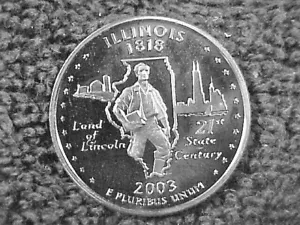 ILLINOIS
1818
Land of Lincoln
21st State Century
2003
E PLURIBUS UNUM